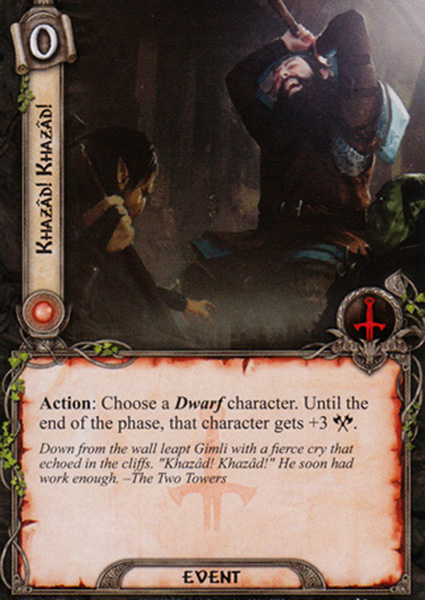 0
KHAZÂD! KHAZÂD!
Action: Choose a Dwarf character. Until the
end of the phase, that character gets +3 .
Down from the wall leapt Gimli with a fierce cry that
echoed in the cliffs. "Khazâd! Khazâd!" He soon had
work enough. –The Two Towers
EVENT